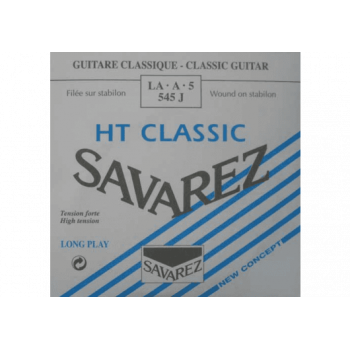 GUITARE CLASSIQUE - CLASSIC GUITAR
Filée sur stabilon
LA • A • 5
545 J
Wound on stabilon
HT CLASSIC
SAVAREZ
Tension forte
High tension
LONG PLAY
SAVAREZ
NEW CONCEPT